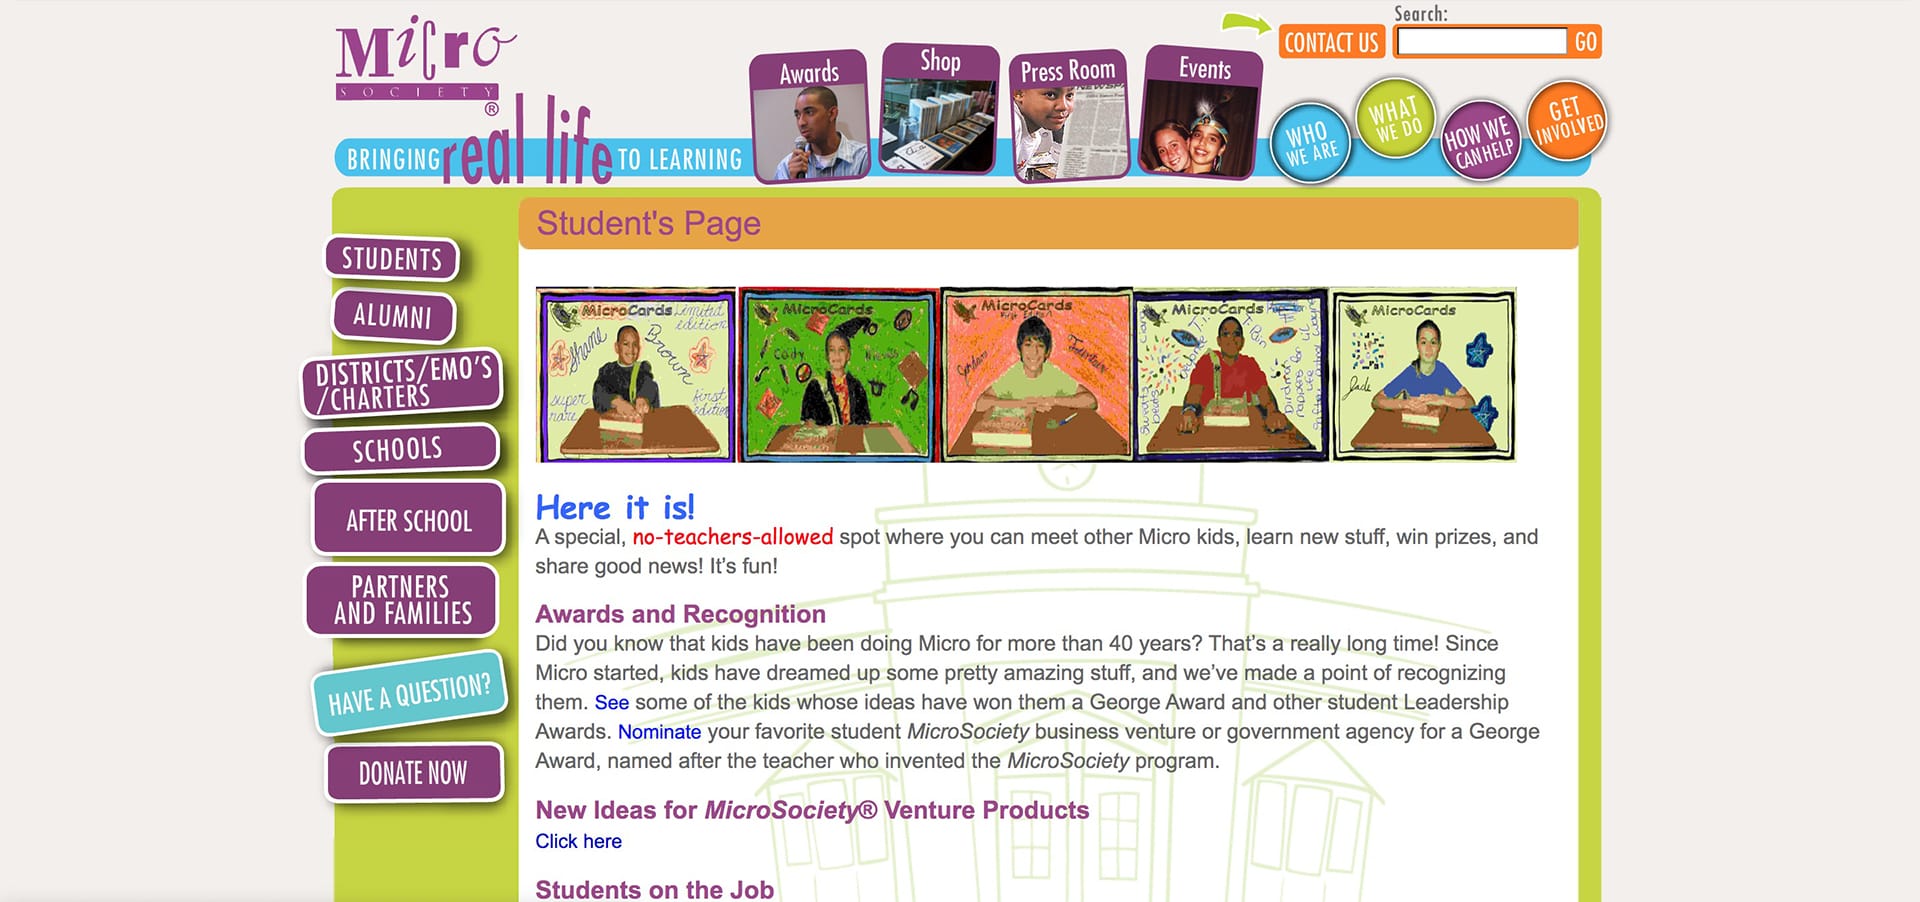 Micro
SOCIETY®
BRINGING real life TO LEARNING
Awards
Shop
Press Room
Events
CONTACT US
Search:
GO
WHO
WE ARE
WHAT
WE DO
HOW WE
CAN HELP
GET
INVOLVED
STUDENTS
ALUMNI
DISTRICTS/EMO'S
/CHARTERS
SCHOOLS
AFTER SCHOOL
PARTNERS
AND FAMILIES
HAVE A QUESTION?
DONATE NOW
Student's Page
MicroCards
Limited
edition
Shane
Brown
super
rare
first
edition
MicroCards
Cody
MicroCards
First Edition
Jordan
MicroCards
T. Pain
MicroCards
Jade
Here it is!
A special, no-teachers-allowed spot where you can meet other Micro kids, learn new stuff, win prizes, and
share good news! It's fun!
Awards and Recognition
Did you know that kids have been doing Micro for more than 40 years? That's a really long time! Since
Micro started, kids have dreamed up some pretty amazing stuff, and we've made a point of recognizing
them. See some of the kids whose ideas have won them a George Award and other student Leadership
Awards. Nominate your favorite student MicroSociety business venture or government agency for a George
Award, named after the teacher who invented the MicroSociety program.
New Ideas for MicroSociety® Venture Products
Click here
Students on the Job